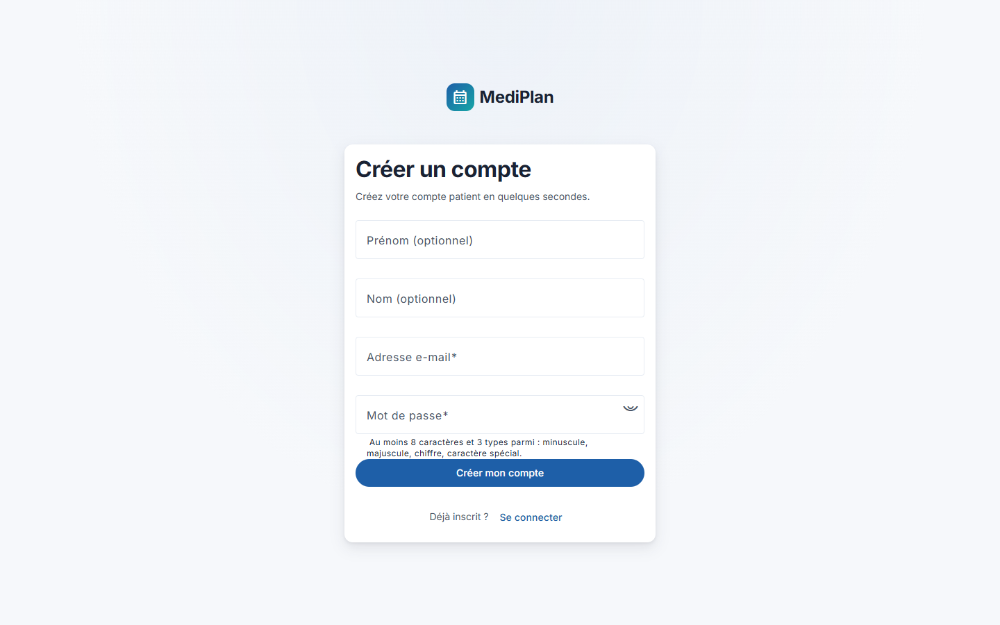 MediPlan
Créer un compte
Créez votre compte patient en quelques secondes.
Prénom (optionnel)
Nom (optionnel)
Adresse e-mail*
Mot de passe*
Au moins 8 caractères et 3 types parmi : minuscule,
majuscule, chiffre, caractère spécial.
Créer mon compte
Déjà inscrit ? Se connecter